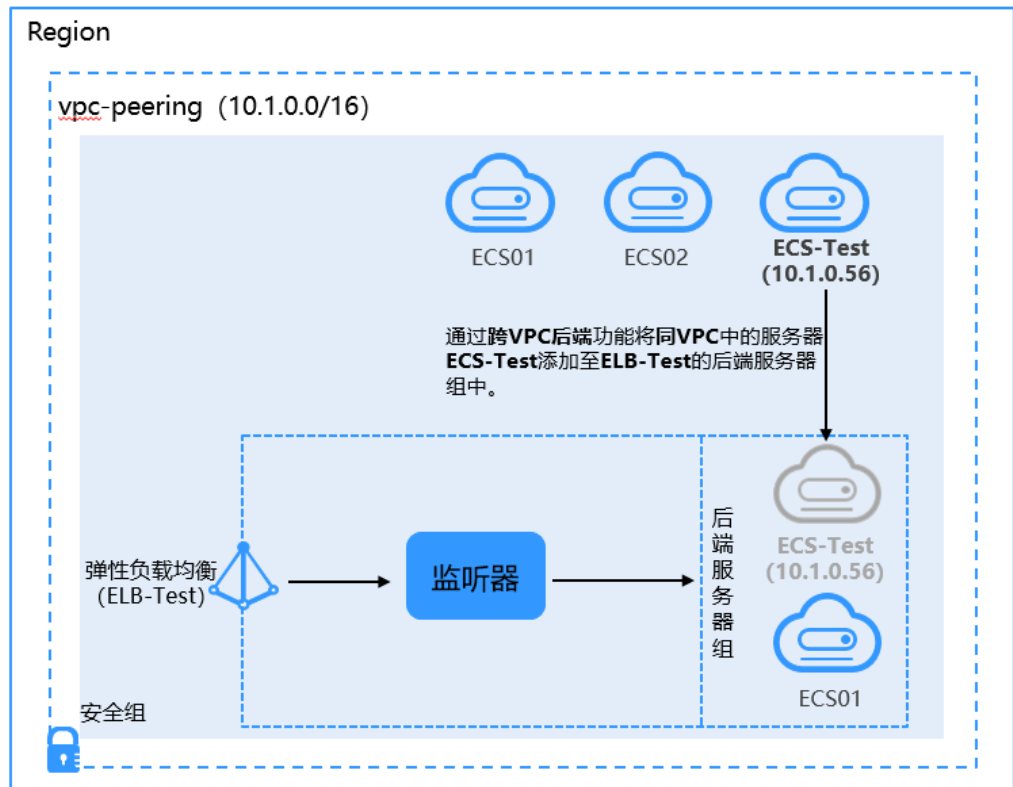 Region
vpc-peering（10.1.0.0/16）
ECS01
ECS02
ECS-Test
(10.1.0.56)
通过跨VPC后端功能将同VPC中的服务器
ECS-Test添加至ELB-Test的后端服务器
组中。
弹性负载均衡
(ELB-Test)
监听器
后
端
服
务
器
组
ECS-Test
(10.1.0.56)
ECS01
安全组